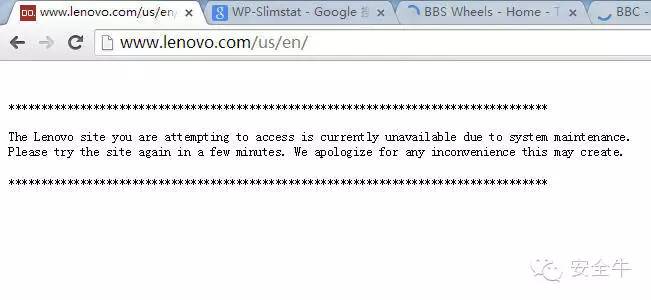 www.lenovo.com/us/en/
WP-Slimstat - Google 搜
BBS Wheels - Home - T
BBC -
www.lenovo.com/us/en/
**********************************************************************************
The Lenovo site you are attempting to access is currently unavailable due to system maintenance.
Please try the site again in a few minutes. We apologize for any inconvenience this may create.
**********************************************************************************
安全牛